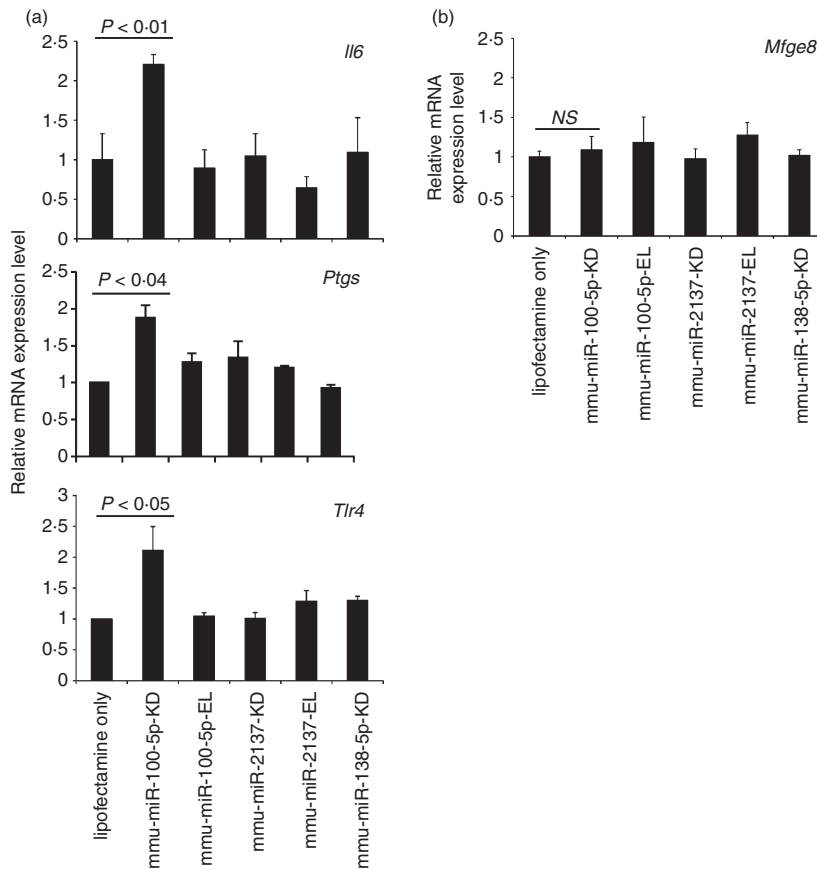 (a)
P < 0·01
Il6
2·5
2
1·5
1
0·5
0
Relative mRNA expression level
P < 0·04
Ptgs
2·5
2
1·5
1
0·5
0
P < 0·05
Tlr4
3
2·5
2
1·5
1
0·5
0
lipofectamine only
mmu-miR-100-5p-KD
mmu-miR-100-5p-EL
mmu-miR-2137-KD
mmu-miR-2137-EL
mmu-miR-138-5p-KD
(b)
Mfge8
Relative mRNA
expression level
2·5
2
1·5
1
0·5
0
NS
lipofectamine only
mmu-miR-100-5p-KD
mmu-miR-100-5p-EL
mmu-miR-2137-KD
mmu-miR-2137-EL
mmu-miR-138-5p-KD